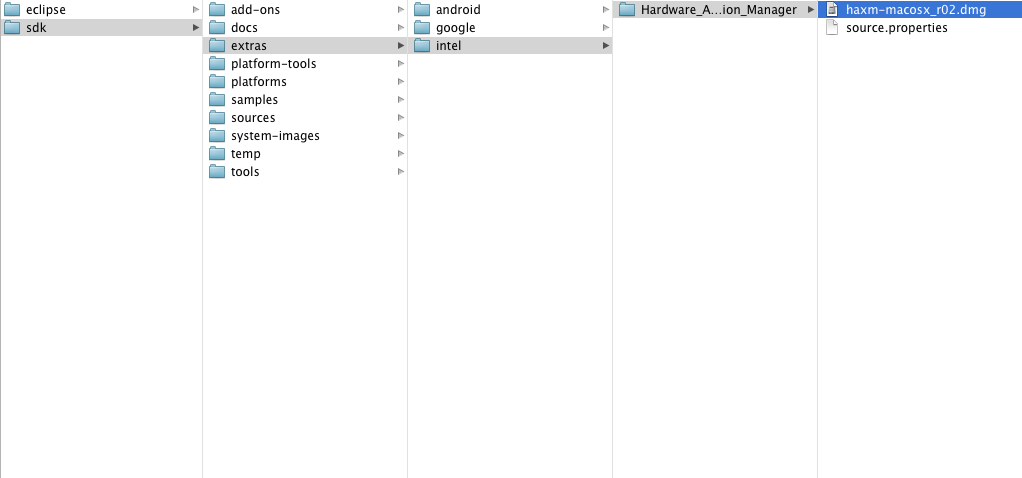 eclipse
sdk
add-ons
docs
extras
platform-tools
platforms
samples
sources
system-images
temp
tools
android
google
intel
Hardware_A...ion_Manager
haxm-macosx_r02.dmg
source.properties